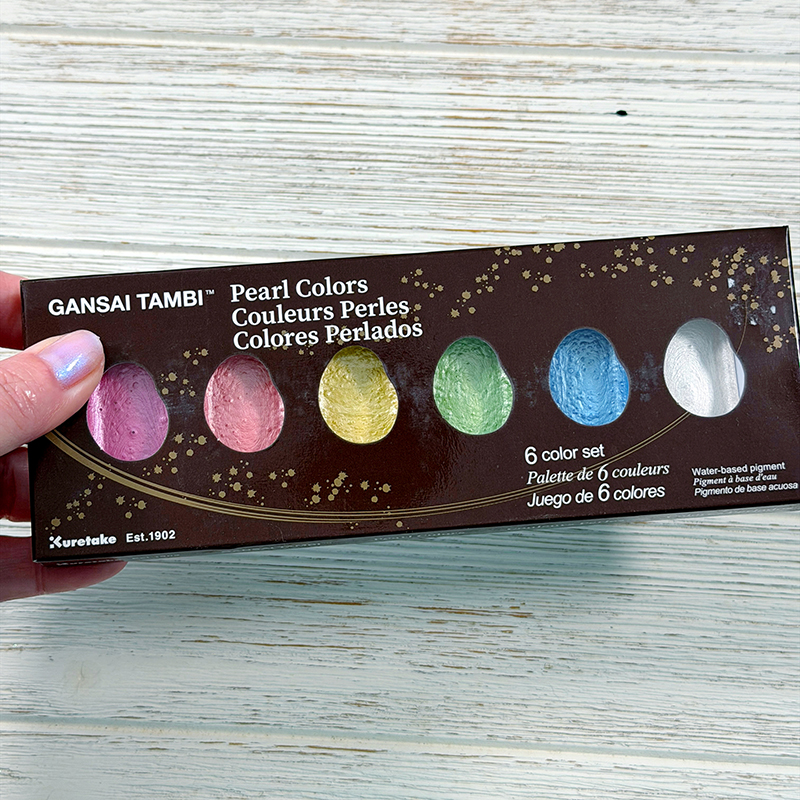 GANSAI TAMBI™
Pearl Colors
Couleurs Perles
Colores Perlados
6 color set
Palette de 6 couleurs
Juego de 6 colores
Water-based pigment
Pigment à base d'eau
Pigmento de base acuosa
Kuretake Est.1902